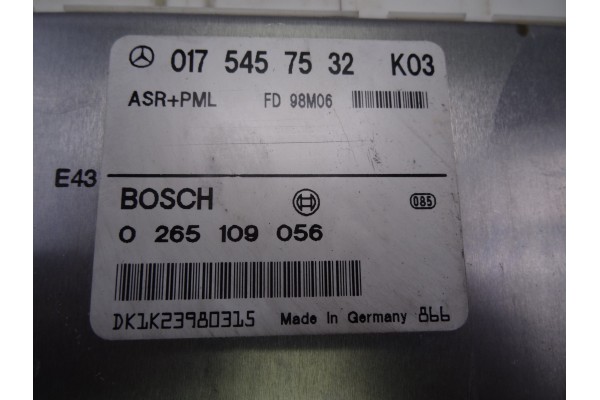 017 545 75 32 K03
ASR+PML FD 98M06
E43
BOSCH 085
0 265 109 056
DK1K23980315 Made in Germany 866